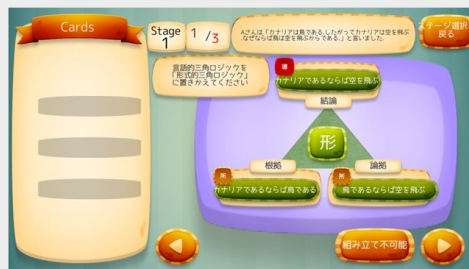 Cards
Stage
1
1 /3
Aさんは「カナリアは鳥である.したがってカナリアは空を飛ぶ
.なぜならば鳥は空を飛ぶからである.」と言いました.
ステージ選択
戻る
言語的三角ロジックを
「形式的三角ロジック」
に置きかえてください
導
カナリアであるならば空を飛ぶ
結論
形
根拠
論拠
所
カナリアであるならば鳥である
所
鳥であるならば空を飛ぶ
組み立て不可能